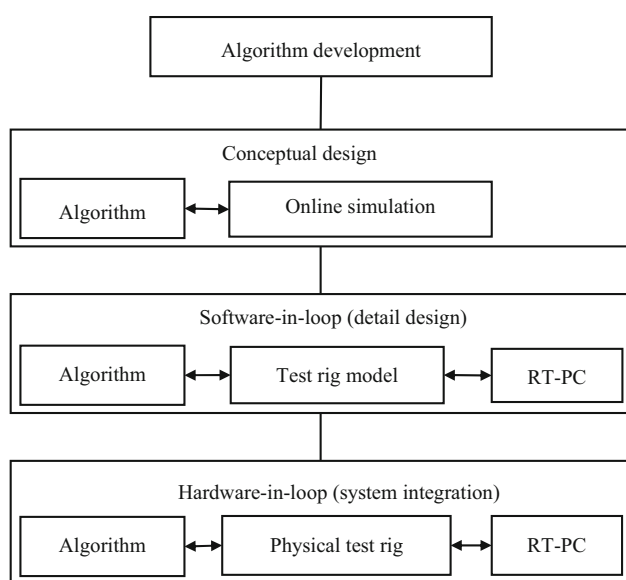 Algorithm development
Conceptual design
Algorithm
Online simulation
Software-in-loop (detail design)
Algorithm
Test rig model
RT-PC
Hardware-in-loop (system integration)
Algorithm
Physical test rig
RT-PC